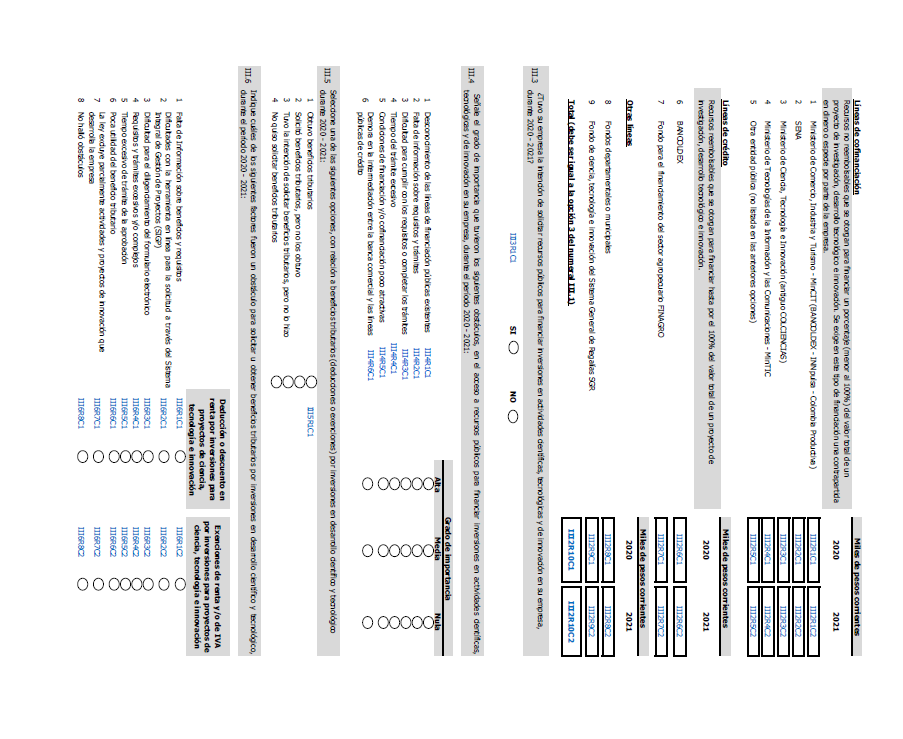 Líneas de cofinanciación
Miles de pesos corrientes
Recursos no reembolsables que se otorgan para financiar un porcentaje (menor al 100%) del valor total de un
proyecto de investigación, desarrollo tecnológico e innovación. Se exige en este tipo de financiación una contrapartida
en dinero o especie por parte de la empresa.
2020 2021
1 Ministerio de Comercio, Industria y Turismo - MinCIT (BANCOLDEX - INNpulsa - Colombia Productiva) III2R1C1 III2R1C2
2 SENA III2R2C1 III2R2C2
3 Ministerio de Ciencia, Tecnología e Innovación (antiguo COLCIENCIAS) III2R3C1 III2R3C2
4 Ministerio de Tecnologías de la Información y las Comunicaciones - MinTIC III2R4C1 III2R4C2
5 Otra entidad pública (no listada en las anteriores opciones) III2R5C1 III2R5C2
Líneas de crédito
Miles de pesos corrientes
Recursos reembolsables que se otorgan para financiar hasta por el 100% del valor total de un proyecto de
investigación, desarrollo tecnológico e innovación.
2020 2021
6 BANCOLDEX III2R6C1 III2R6C2
7 Fondo para el financiamiento del sector agropecuario FINAGRO III2R7C1 III2R7C2
Otras líneas
Miles de pesos corrientes
2020 2021
8 Fondos departamentales o municipales III2R8C1 III2R8C2
9 Fondo de ciencia, tecnología e innovación del Sistema General de Regalías SGR III2R9C1 III2R9C2
Total (debe ser igual a la opción 3 del numeral III.1) III2R10C1 III2R10C2
III.3 ¿Tuvo su empresa la intención de solicitar recursos públicos para financiar inversiones en actividades científicas, tecnológicas y de innovación en su empresa,
durante 2020 - 2021?
III3R1C1 SI NO
III.4 Señale el grado de importancia que tuvieron los siguientes obstáculos, en el acceso a recursos públicos para financiar inversiones en actividades científicas,
tecnológicas y de innovación en su empresa, durante el período 2020 - 2021:
Grado de importancia
Alta Media Nula
1 Desconocimiento de las líneas de financiación públicas existentes III4R1C1
2 Falta de información sobre requisitos y trámites III4R2C1
3 Dificultad para cumplir con los requisitos o completar los trámites III4R3C1
4 Tiempo del trámite excesivo III4R4C1
5 Condiciones de financiación y/o cofinanciación poco atractivas III4R5C1
6 Demora en la intermediación entre la banca comercial y las líneas III4R6C1
públicas de crédito
III.5 Seleccione una de las siguientes opciones, con relación a beneficios tributarios (deducciones o exenciones) por inversiones en desarrollo científico y tecnológico
durante 2020 - 2021:
1 Obtuvo beneficios tributarios III5R1C1
2 Solicitó beneficios tributarios, pero no los obtuvo
3 Tuvo la intención de solicitar beneficios tributarios, pero no lo hizo
4 No quiso solicitar beneficios tributarios
III.6 Indique cuáles de los siguientes factores fueron un obstáculo para solicitar u obtener beneficios tributarios por inversiones en desarrollo científico y tecnológico,
durante el período 2020 - 2021:
Deducción o descuento en
renta por inversiones para
proyectos de ciencia,
tecnología e innovación
Exenciones de renta y/o de IVA
por inversiones para proyectos de
ciencia, tecnología e innovación
1 Falta de información sobre beneficios y requisitos III6R1C1 III6R1C2
2 Dificultades con la herramienta en línea para la solicitud a través del Sistema III6R2C1 III6R2C2
Integral de Gestión de Proyectos (SIGP)
3 Dificultad para el diligenciamiento del formulario electrónico III6R3C1 III6R3C2
4 Requisitos y trámites excesivos y/o complejos III6R4C1 III6R4C2
5 Tiempo excesivo de trámite de la aprobación III6R5C1 III6R5C2
6 Poca utilidad del beneficio tributario III6R6C1 III6R6C2
7 La ley excluye parcialmente actividades y proyectos de innovación que III6R7C1 III6R7C2
desarrolla la empresa
8 No halló obstáculos III6R8C1 III6R8C2